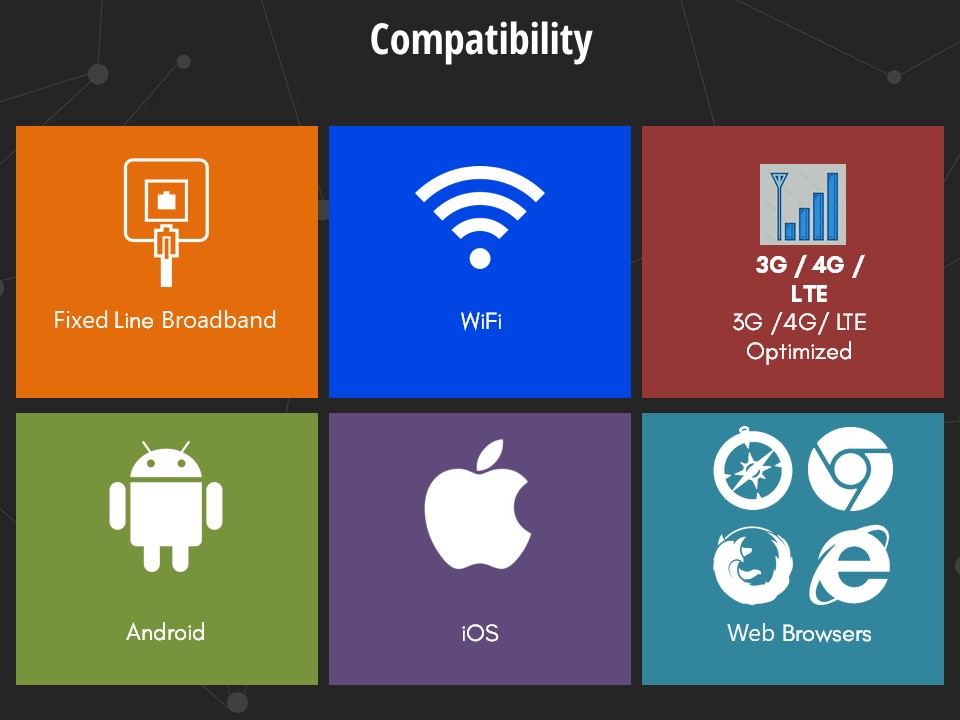 Compatibility
Fixed Line Broadband
WiFi
3G / 4G /
LTE
3G /4G/ LTE
Optimized
Android
iOS
Web Browsers